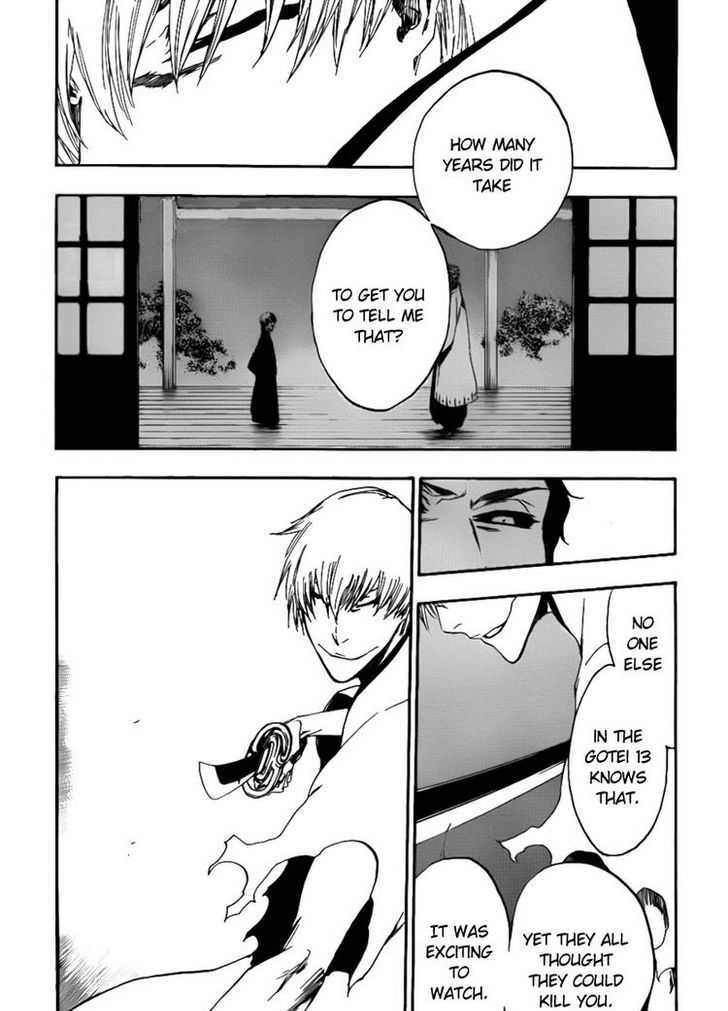 HOW MANY
YEARS DID IT
TAKE
TO GET YOU
TO TELL ME
THAT?
NO
ONE
ELSE
IN THE
GOTEI 13
KNOWS
THAT.
YET THEY ALL
THOUGHT
THEY COULD
KILL YOU.
IT WAS
EXCITING
TO
WATCH.